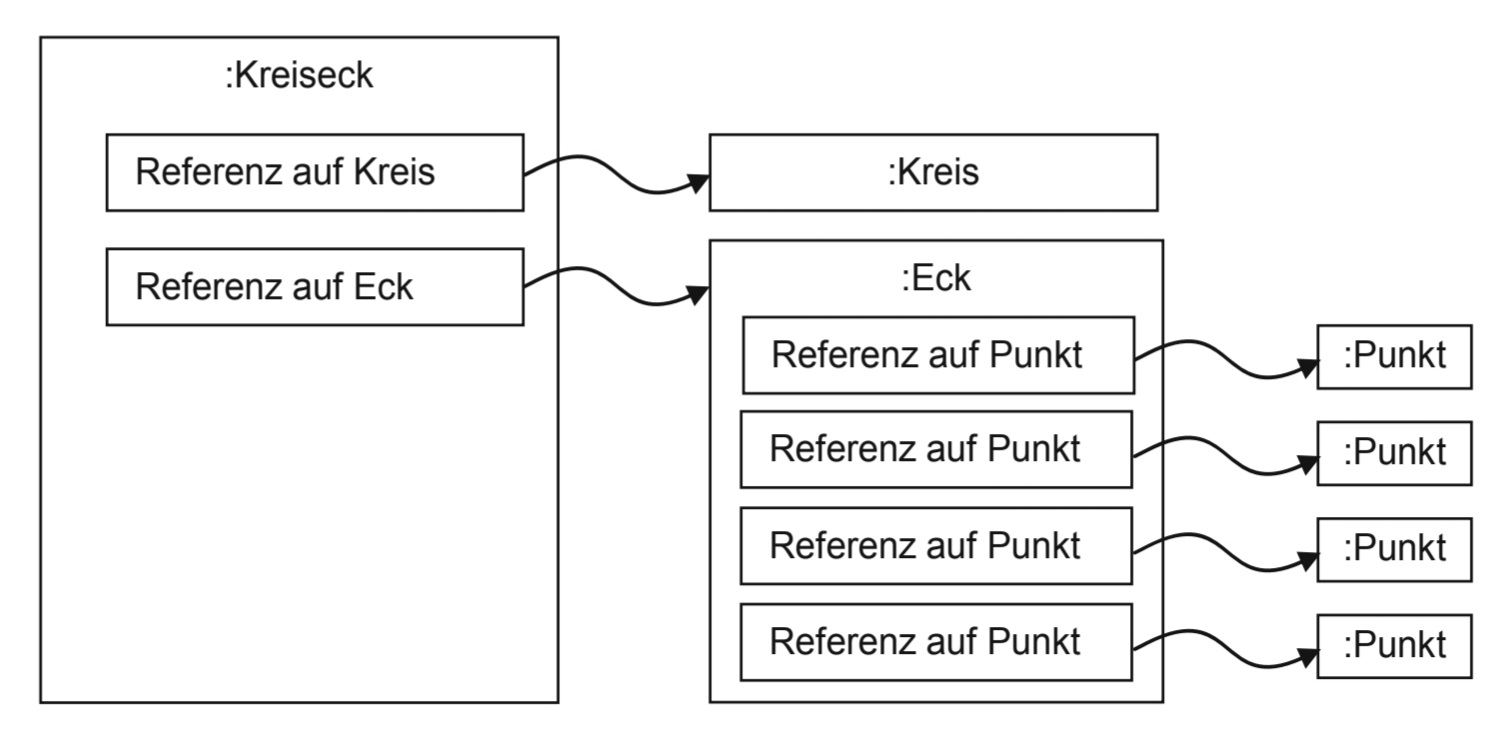 :Kreiseck
Referenz auf Kreis
:Kreis
Referenz auf Eck
:Eck
Referenz auf Punkt
:Punkt
Referenz auf Punkt
:Punkt
Referenz auf Punkt
:Punkt
Referenz auf Punkt
:Punkt